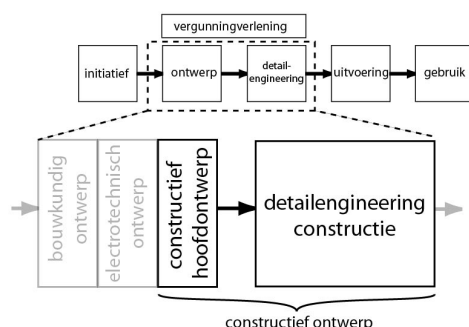 vergunningverlening
initiatief
ontwerp
detail-
engineering
uitvoering
gebruik
bouwkundig
ontwerp
electrotechnisch
ontwerp
constructief
hoofdontwerp
detailengineering
constructie
constructief ontwerp